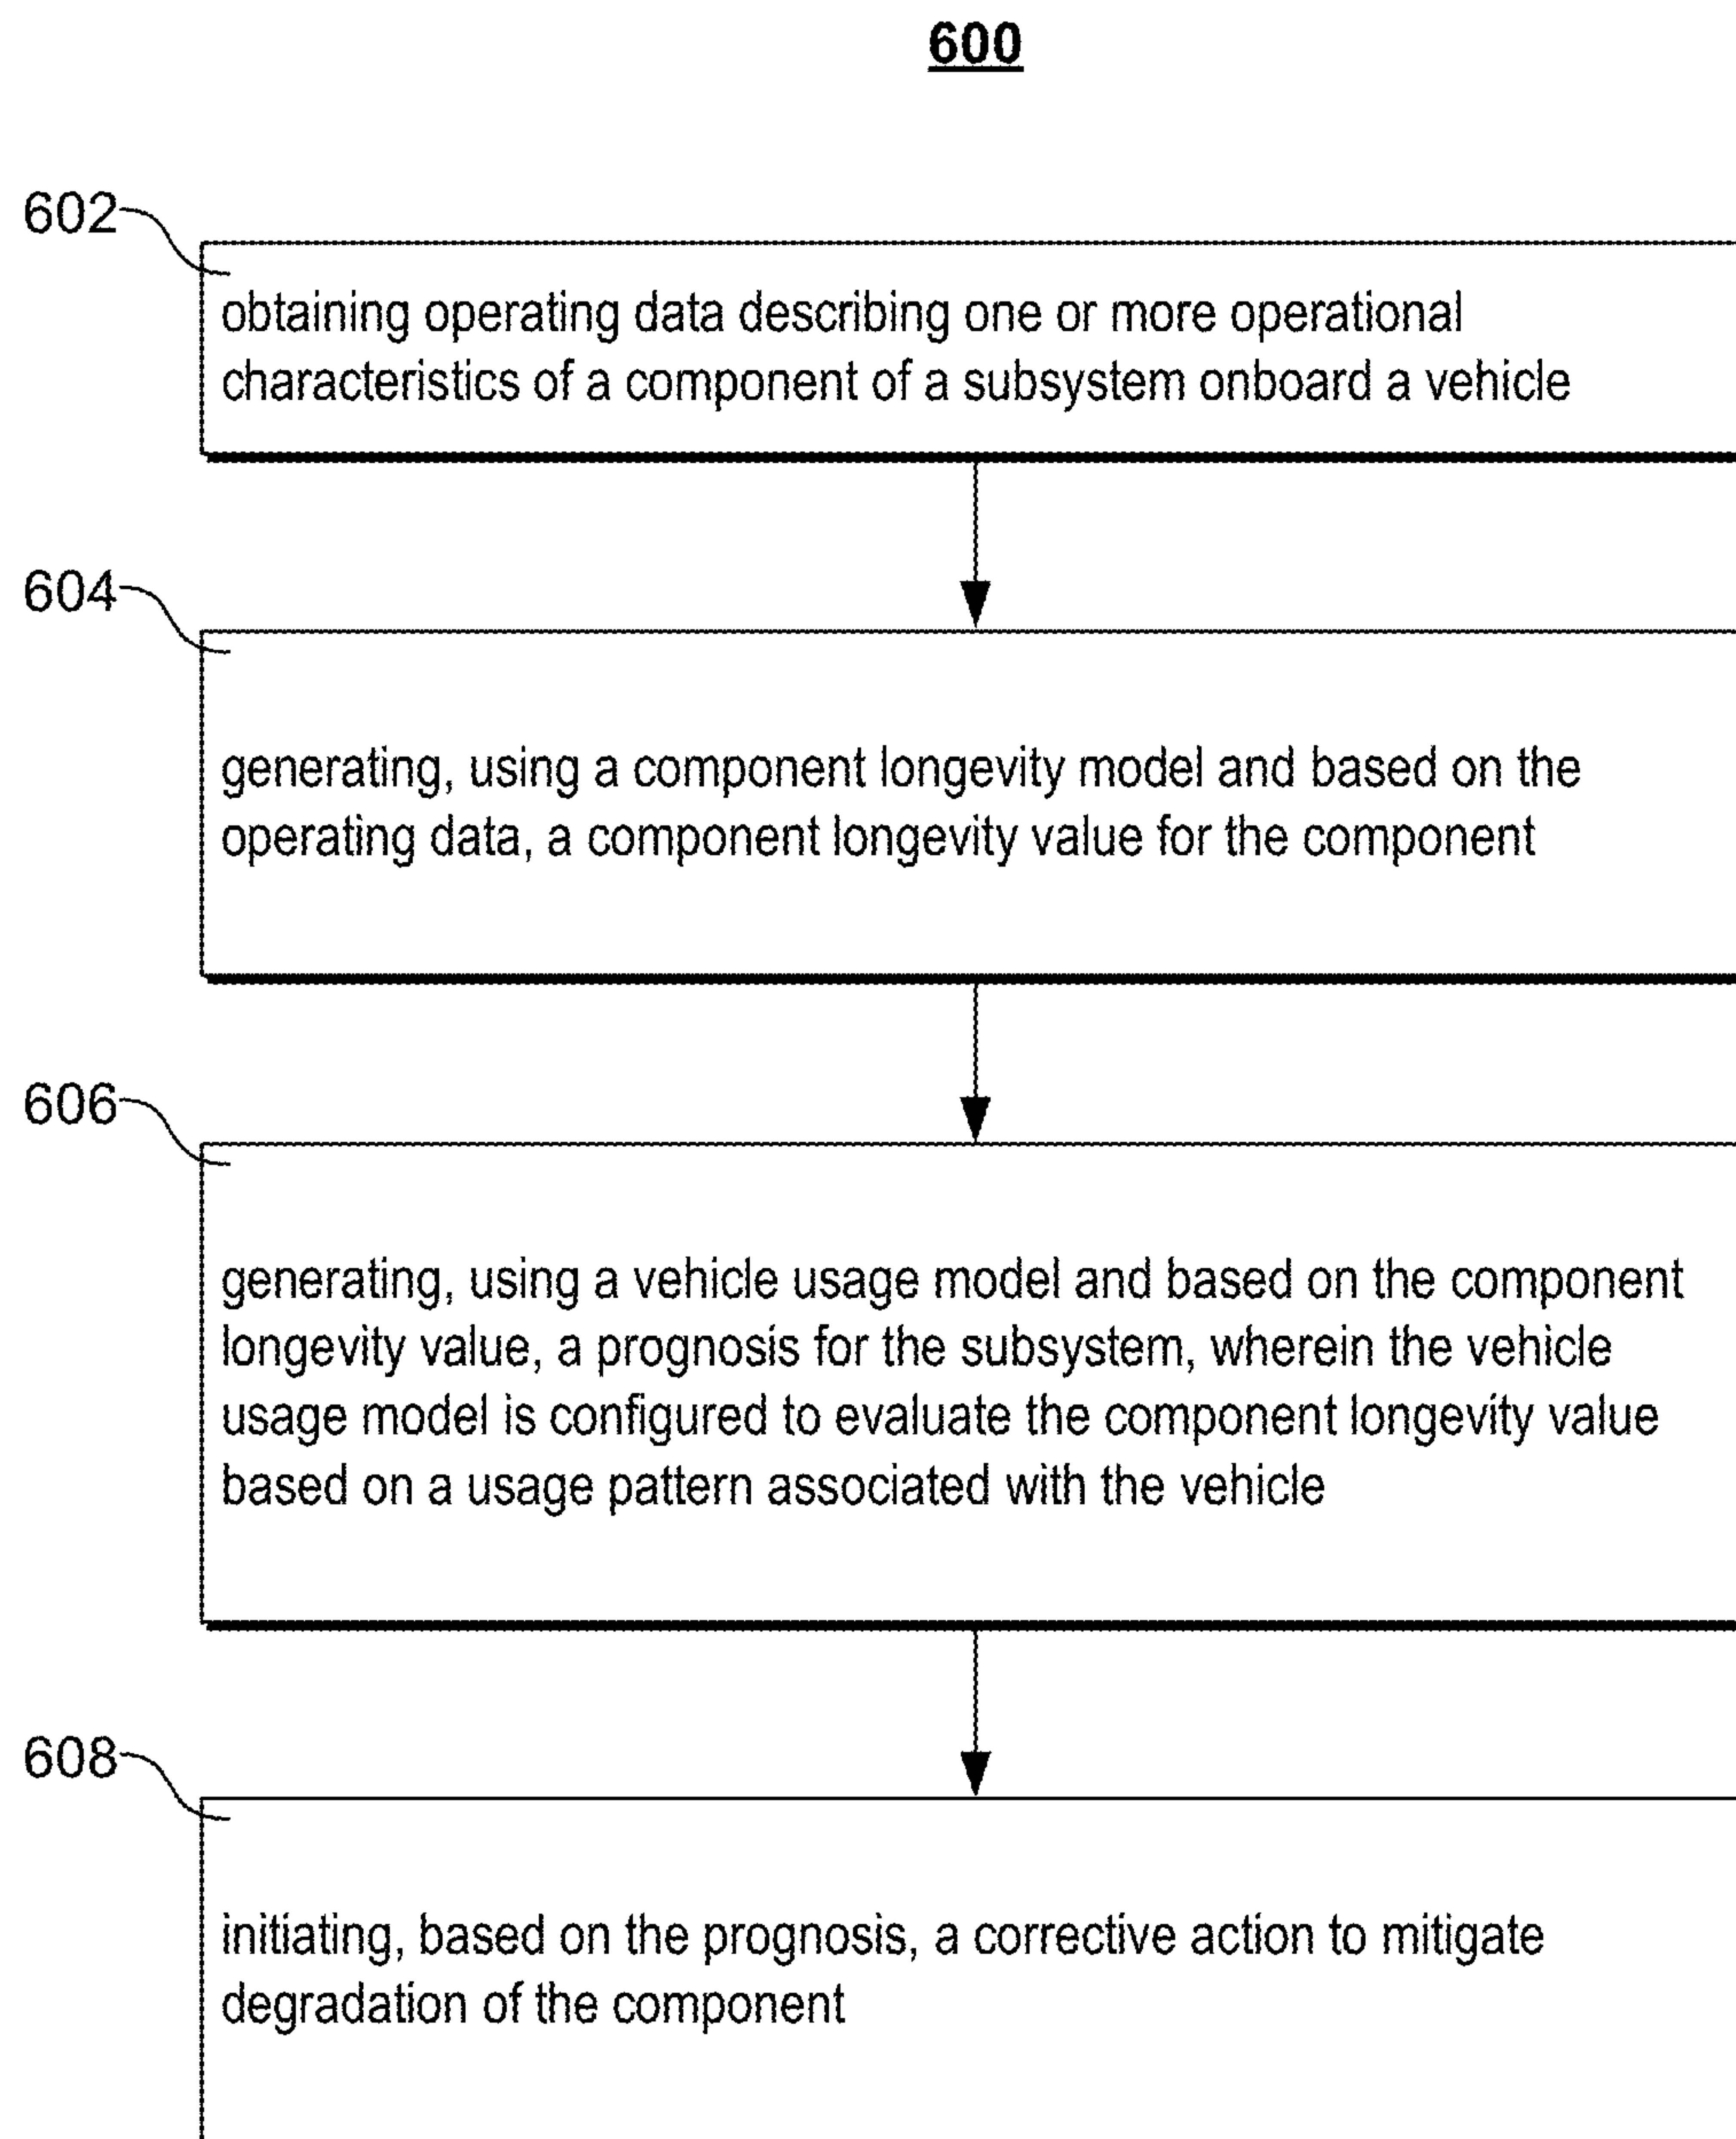 600
602
obtaining operating data describing one or more operational
characteristics of a component of a subsystem onboard a vehicle
604
generating, using a component longevity model and based on the
operating data, a component longevity value for the component
606
generating, using a vehicle usage model and based on the component
longevity value, a prognosis for the subsystem, wherein the vehicle
usage model is configured to evaluate the component longevity value
based on a usage pattern associated with the vehicle
608
initiating, based on the prognosis, a corrective action to mitigate
degradation of the component